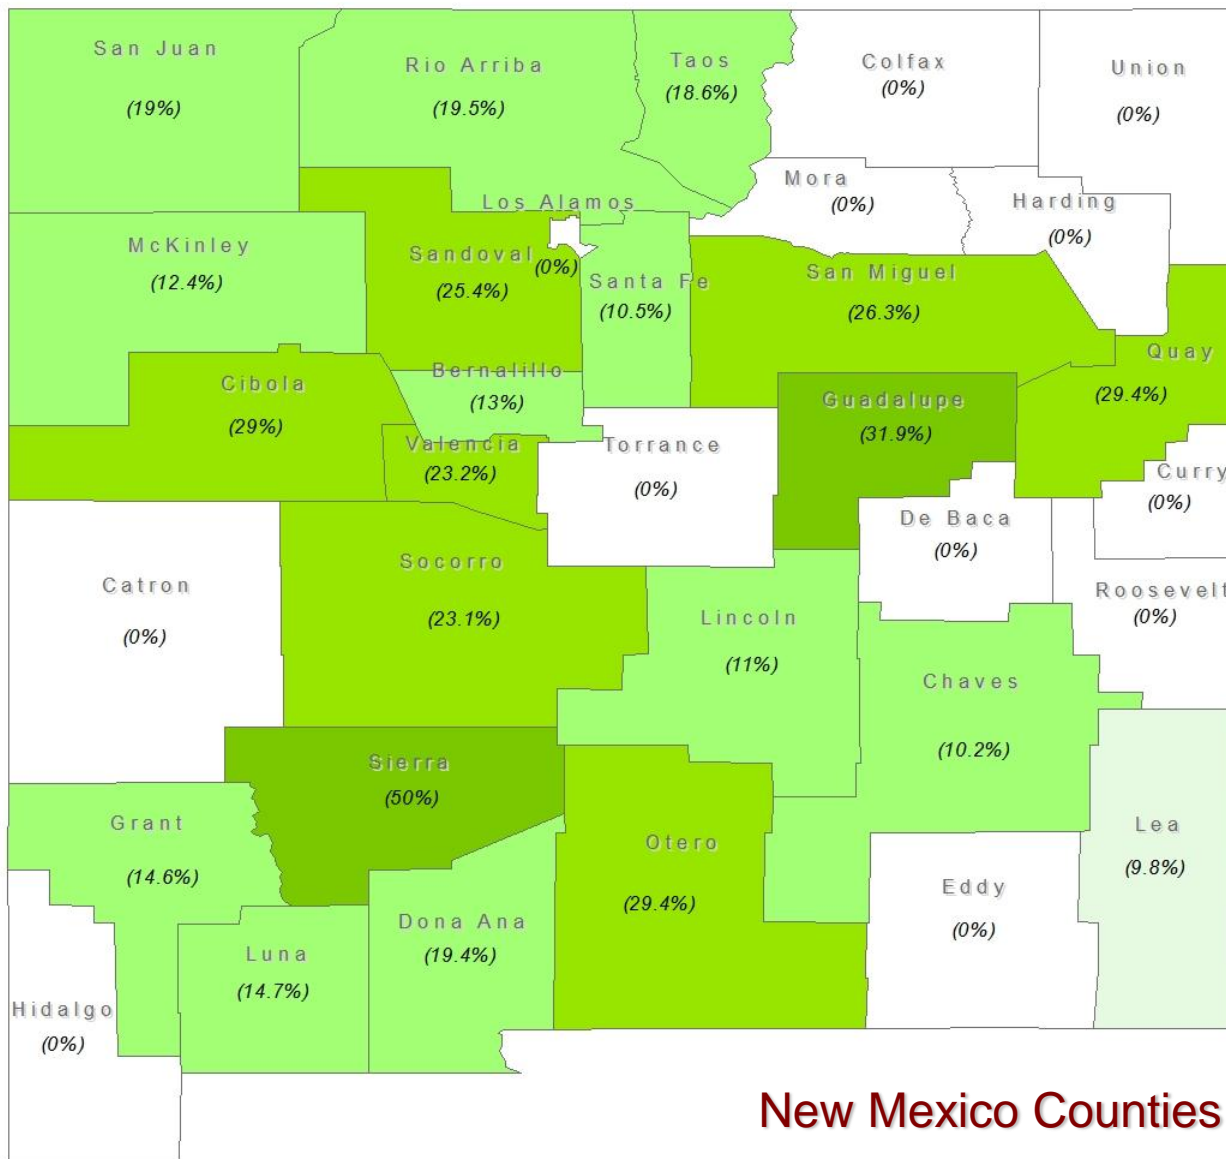 San Juan
(19%)
Rio Arriba
(19.5%)
Taos
(18.6%)
Colfax
(0%)
Union
(0%)
Mora
(0%)
Harding
(0%)
Los Alamos
(0%)
McKinley
(12.4%)
Sandoval
(25.4%)
Santa Fe
(10.5%)
San Miguel
(26.3%)
Quay
(29.4%)
Cibola
(29%)
Bernalillo
(13%)
Guadalupe
(31.9%)
Valencia
(23.2%)
Torrance
(0%)
Curry
(0%)
De Baca
(0%)
Catron
(0%)
Socorro
(23.1%)
Lincoln
(11%)
Roosevelt
(0%)
Chaves
(10.2%)
Sierra
(50%)
Grant
(14.6%)
Otero
(29.4%)
Lea
(9.8%)
Eddy
(0%)
Dona Ana
(19.4%)
Luna
(14.7%)
Hidalgo
(0%)
New Mexico Counties